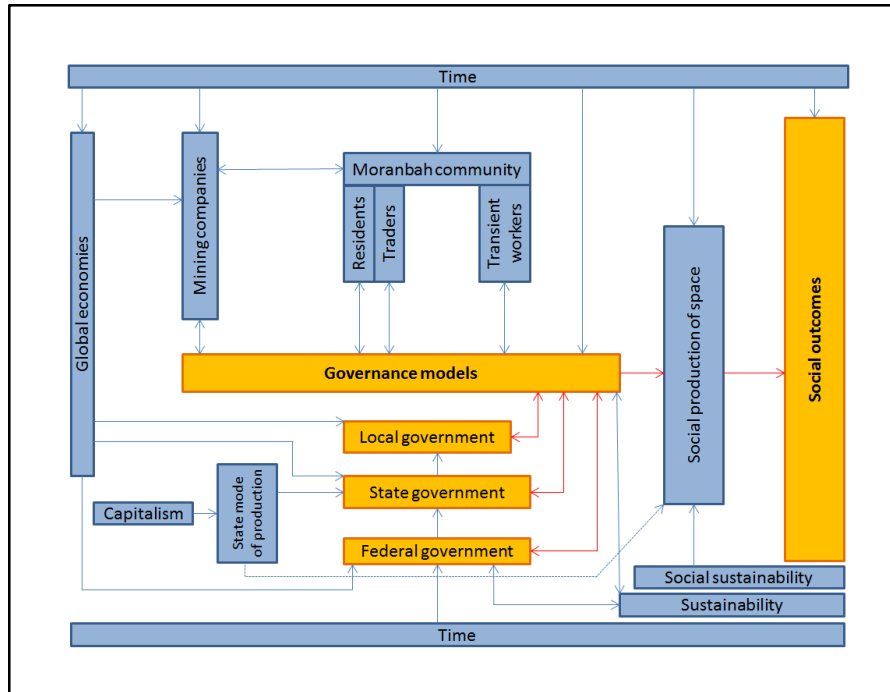 Time
Global economies
Mining companies
Moranbah community
Residents
Traders
Transient
workers
Governance models
Local government
State government
Federal government
Capitalism
State mode
of production
Social production of space
Social outcomes
Social sustainability
Sustainability
Time